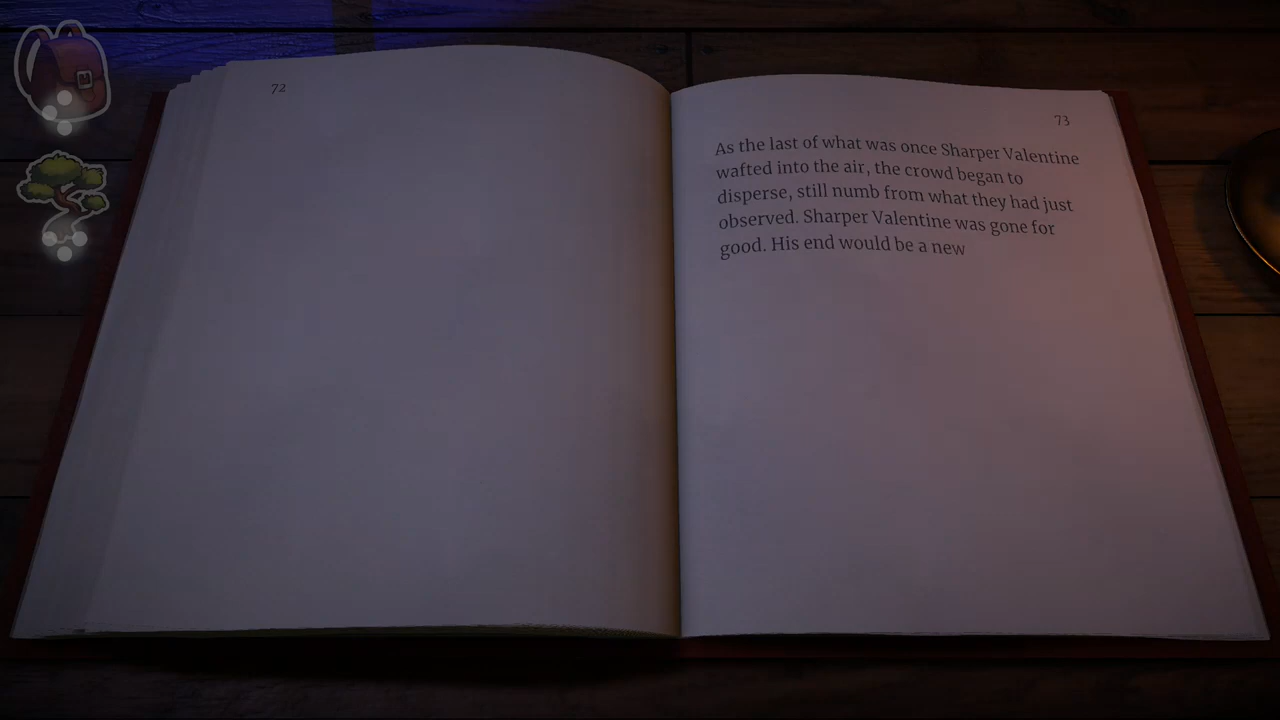 72
73
As the last of what was once Sharper Valentine
wafted into the air, the crowd began to
disperse, still numb from what they had just
observed. Sharper Valentine was gone for
good. His end would be a new